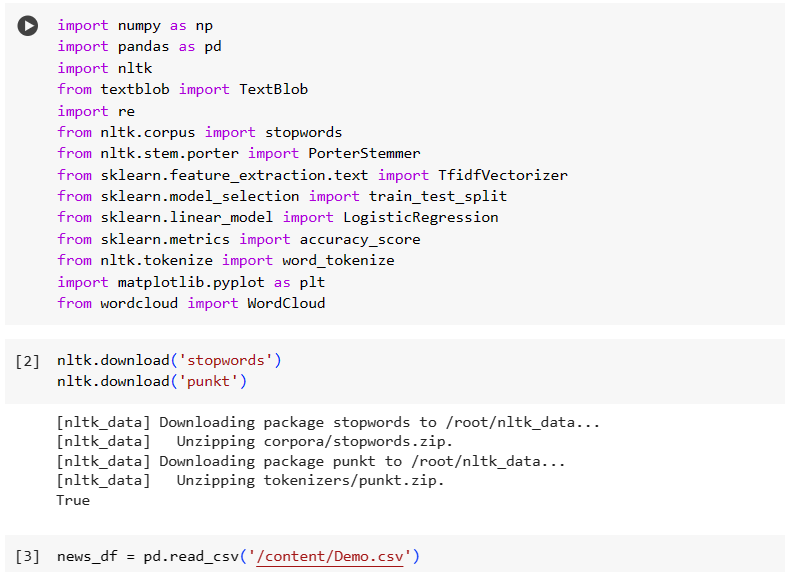 import numpy as np
import pandas as pd
import nltk
from textblob import TextBlob
import re
from nltk.corpus import stopwords
from nltk.stem.porter import PorterStemmer
from sklearn.feature_extraction.text import TfidfVectorizer
from sklearn.model_selection import train_test_split
from sklearn.linear_model import LogisticRegression
from sklearn.metrics import accuracy_score
from nltk.tokenize import word_tokenize
import matplotlib.pyplot as plt
from wordcloud import WordCloud
[2] nltk.download('stopwords')
nltk.download('punkt')
[nltk_data] Downloading package stopwords to /root/nltk_data...
[nltk_data]   Unzipping corpora/stopwords.zip.
[nltk_data] Downloading package punkt to /root/nltk_data...
[nltk_data]   Unzipping tokenizers/punkt.zip.
True
[3] news_df = pd.read_csv('/content/Demo.csv')